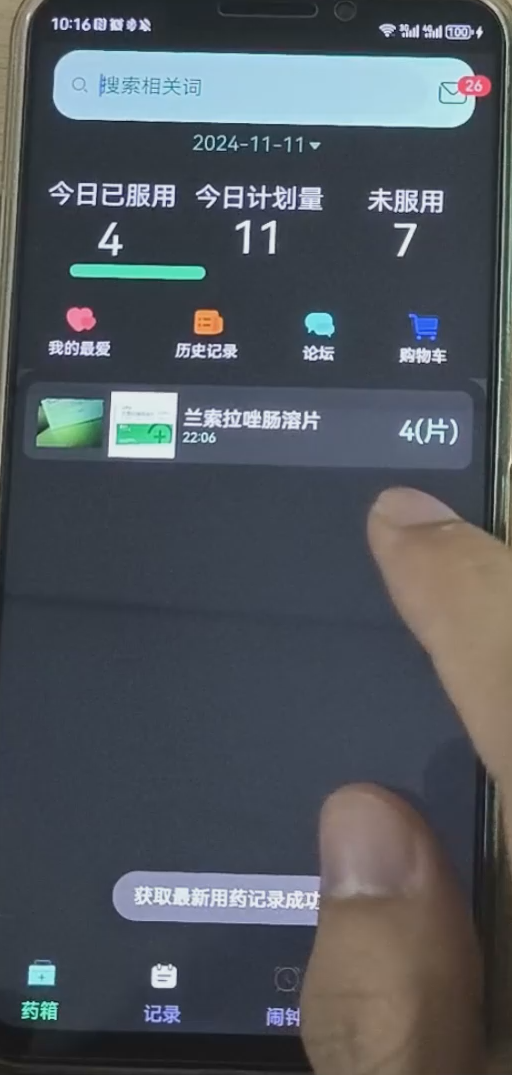 10:16
100
搜索相关词
26
2024-11-11
今日已服用 今日计划量 未服用
4 11 7
我的最爱 历史记录 论坛 购物车
兰索拉唑肠溶片
22:06
4(片)
获取最新用药记录成功
药箱 记录 闹钟